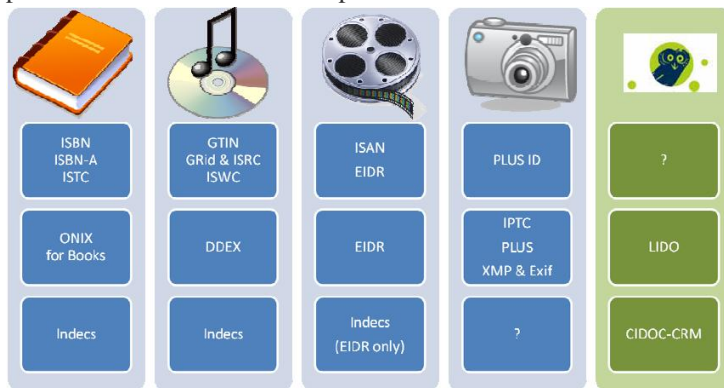 ISBN
ISBN-A
ISTC
GTIN
GRid & ISRC
ISWC
ISAN
EIDR
PLUS ID
?
ONIX
for Books
DDEX
EIDR
IPTC
PLUS
XMP & Exif
LIDO
Indecs
Indecs
Indecs
(EIDR only)
?
CIDOC-CRM